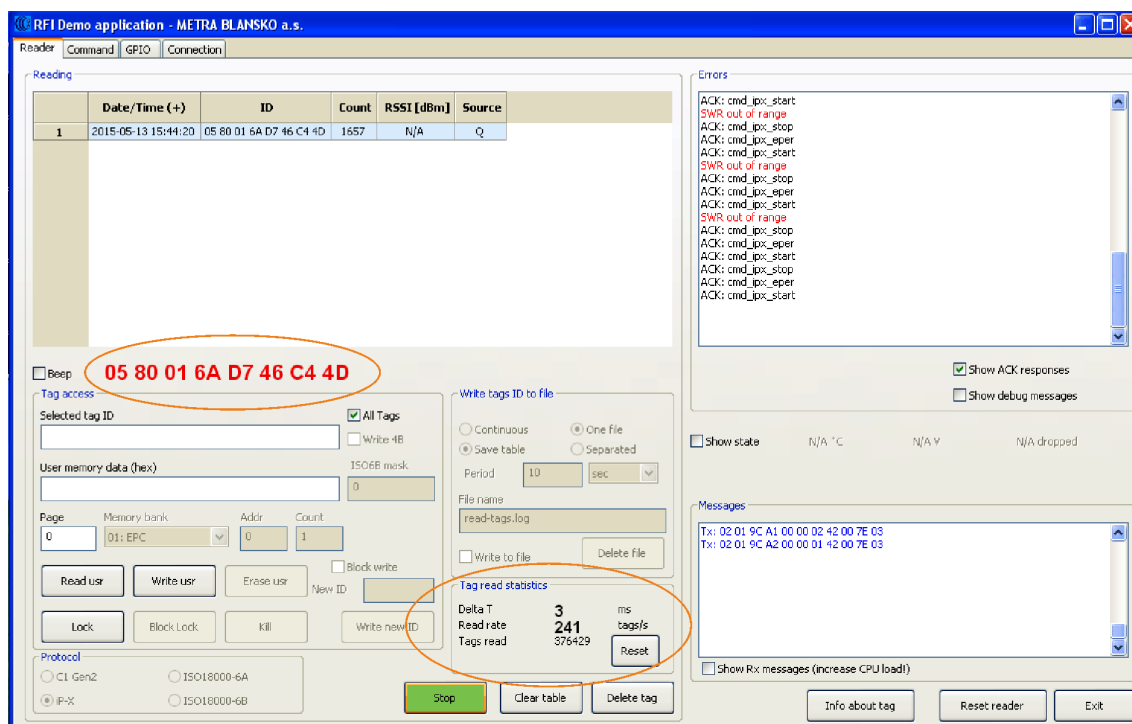 RFI Demo application - METRA BLANSKO a.s.
Reader Command GPIO Connection
Reading
Date/Time (+) ID Count RSSI [dBm] Source
1 2015-05-13 15:44:20 05 80 01 6A D7 46 C4 4D 1657 N/A Q
Beep 05 80 01 6A D7 46 C4 4D
Tag access
Selected tag ID
All Tags
Write 4B
User memory data (hex)
ISO6B mask
0
Page Memory bank Addr Count
0 01: EPC 0 1
Block write
Read usr Write usr Erase usr New ID
Lock Block Lock Kill Write new ID
Protocol
C1 Gen2 ISO18000-6A
iP-X ISO18000-6B
Write tags ID to file
Continuous One file
Save table Separated
Period 10 sec
File name
read-tags.log
Write to file Delete file
Tag read statistics
Delta T 3 ms
Read rate 241 tags/s
Tags read 376429
Reset
Stop Clear table Delete tag
Errors
ACK: cmd_ipx_start
SWR out of range
ACK: cmd_ipx_stop
ACK: cmd_ipx_eper
ACK: cmd_ipx_start
SWR out of range
ACK: cmd_ipx_stop
ACK: cmd_ipx_eper
ACK: cmd_ipx_start
SWR out of range
ACK: cmd_ipx_stop
ACK: cmd_ipx_eper
ACK: cmd_ipx_start
ACK: cmd_ipx_stop
ACK: cmd_ipx_eper
ACK: cmd_ipx_start
Show ACK responses
Show debug messages
Show state N/A °C N/A V N/A dropped
Messages
Tx: 02 01 9C A1 00 00 02 42 00 7E 03
Tx: 02 01 9C A2 00 00 01 42 00 7E 03
Show Rx messages (increase CPU load!)
Info about tag Reset reader Exit